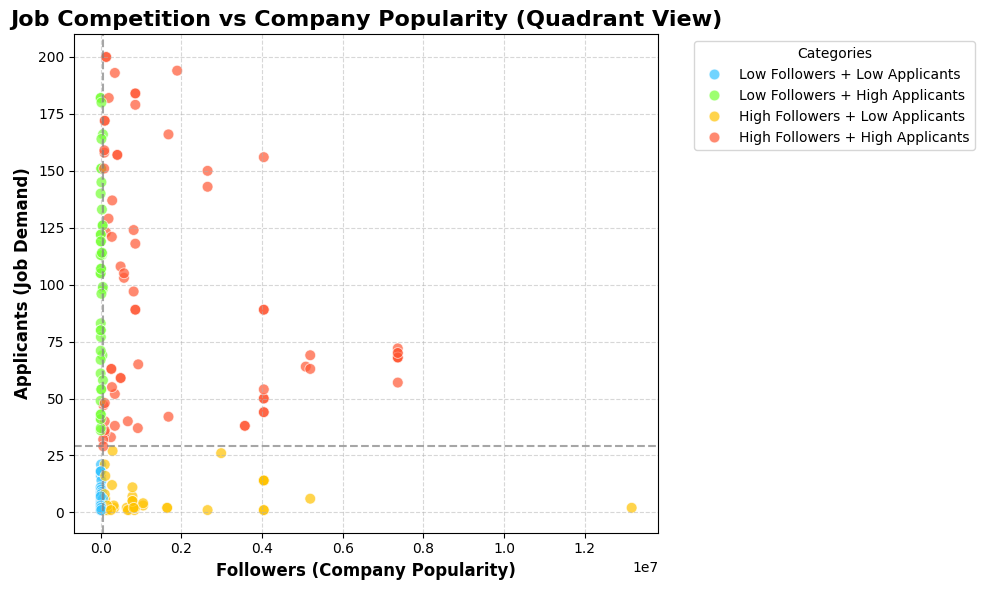 Job Competition vs Company Popularity (Quadrant View)
Applicants (Job Demand)
200
175
150
125
100
75
50
25
0
0.0 0.2 0.4 0.6 0.8 1.0 1.2
1e7
Followers (Company Popularity)
Categories
Low Followers + Low Applicants
Low Followers + High Applicants
High Followers + Low Applicants
High Followers + High Applicants